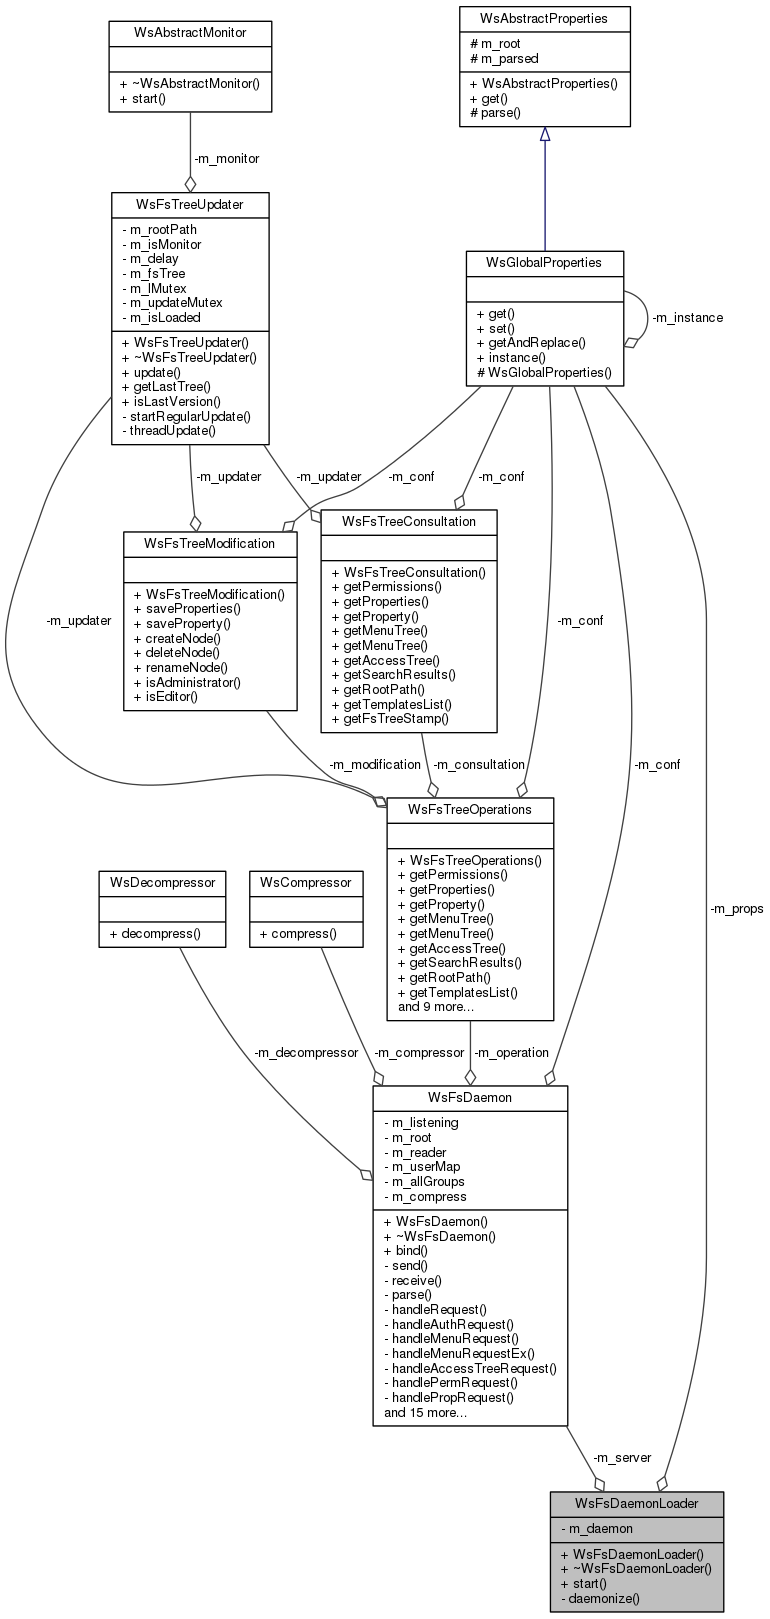 WsAbstractMonitor
+ ~WsAbstractMonitor()
+ start()
WsAbstractProperties
# m_root
# m_parsed
+ WsAbstractProperties()
+ get()
# parse()
-m_monitor
WsFsTreeUpdater
- m_rootPath
- m_isMonitor
- m_delay
- m_fsTree
- m_lMutex
- m_updateMutex
- m_isLoaded
+ WsFsTreeUpdater()
+ ~WsFsTreeUpdater()
+ update()
+ getLastTree()
+ isLastVersion()
- startRegularUpdate()
- threadUpdate()
WsGlobalProperties
+ get()
+ set()
+ getAndReplace()
+ instance()
# WsGlobalProperties()
-m_instance
-m_updater
-m_updater
-m_conf
-m_conf
WsFsTreeModification
+ WsFsTreeModification()
+ saveProperties()
+ saveProperty()
+ createNode()
+ deleteNode()
+ renameNode()
+ isAdministrator()
+ isEditor()
WsFsTreeConsultation
+ WsFsTreeConsultation()
+ getPermissions()
+ getProperties()
+ getProperty()
+ getMenuTree()
+ getMenuTree()
+ getAccessTree()
+ getSearchResults()
+ getRootPath()
+ getTemplatesList()
+ getFsTreeStamp()
-m_updater
-m_conf
-m_modification
-m_consultation
-m_conf
WsFsTreeOperations
+ WsFsTreeOperations()
+ getPermissions()
+ getProperties()
+ getProperty()
+ getMenuTree()
+ getMenuTree()
+ getAccessTree()
+ getSearchResults()
+ getRootPath()
+ getTemplatesList()
and 9 more...
WsDecompressor
+ decompress()
WsCompressor
+ compress()
-m_props
-m_decompressor
-m_compressor
-m_operation
WsFsDaemon
- m_listening
- m_root
- m_reader
- m_userMap
- m_allGroups
- m_compress
+ WsFsDaemon()
+ ~WsFsDaemon()
+ bind()
- send()
- receive()
- parse()
- handleRequest()
- handleAuthRequest()
- handleMenuRequest()
- handleMenuRequestEx()
- handleAccessTreeRequest()
- handlePermRequest()
- handlePropRequest()
and 15 more...
-m_server
WsFsDaemonLoader
- m_daemon
+ WsFsDaemonLoader()
+ ~WsFsDaemonLoader()
+ start()
- daemonize()